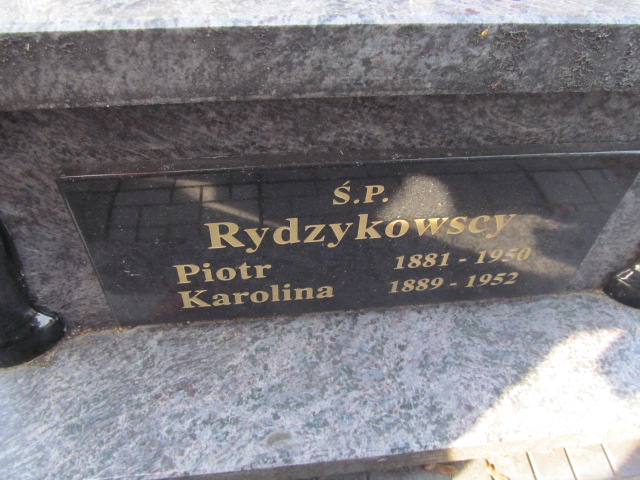 Ś.P.
Rydzykowscy
Piotr 1881 - 1950
Karolina 1889 - 1952